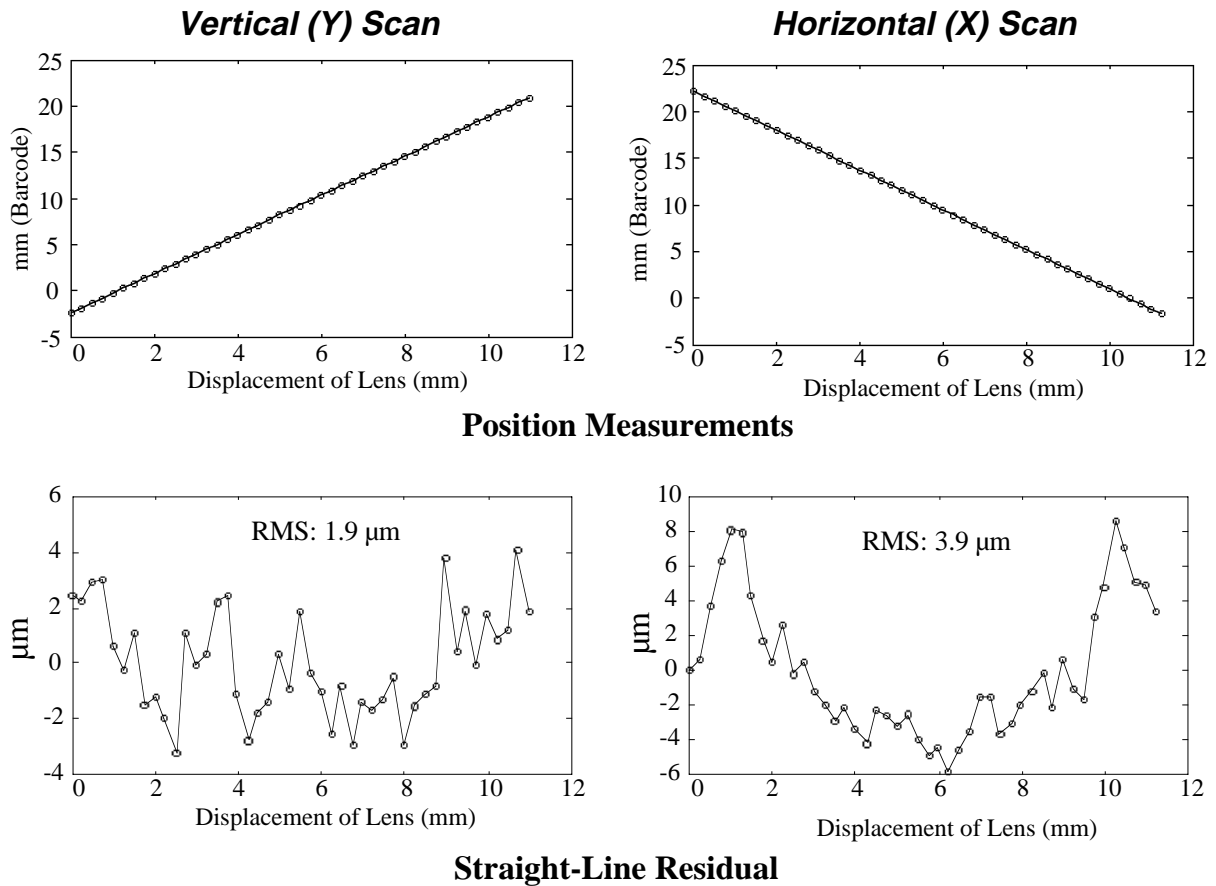 Vertical (Y) Scan
25
20
15
10
5
0
-5
mm (Barcode)
0 2 4 6 8 10 12
Displacement of Lens (mm)
Horizontal (X) Scan
25
20
15
10
5
0
-5
mm (Barcode)
0 2 4 6 8 10 12
Displacement of Lens (mm)
Position Measurements
6
4
2
0
-2
-4
µm
RMS: 1.9 µm
0 2 4 6 8 10 12
Displacement of Lens (mm)
10
8
6
4
2
0
-2
-4
-6
µm
RMS: 3.9 µm
0 2 4 6 8 10 12
Displacement of Lens (mm)
Straight-Line Residual